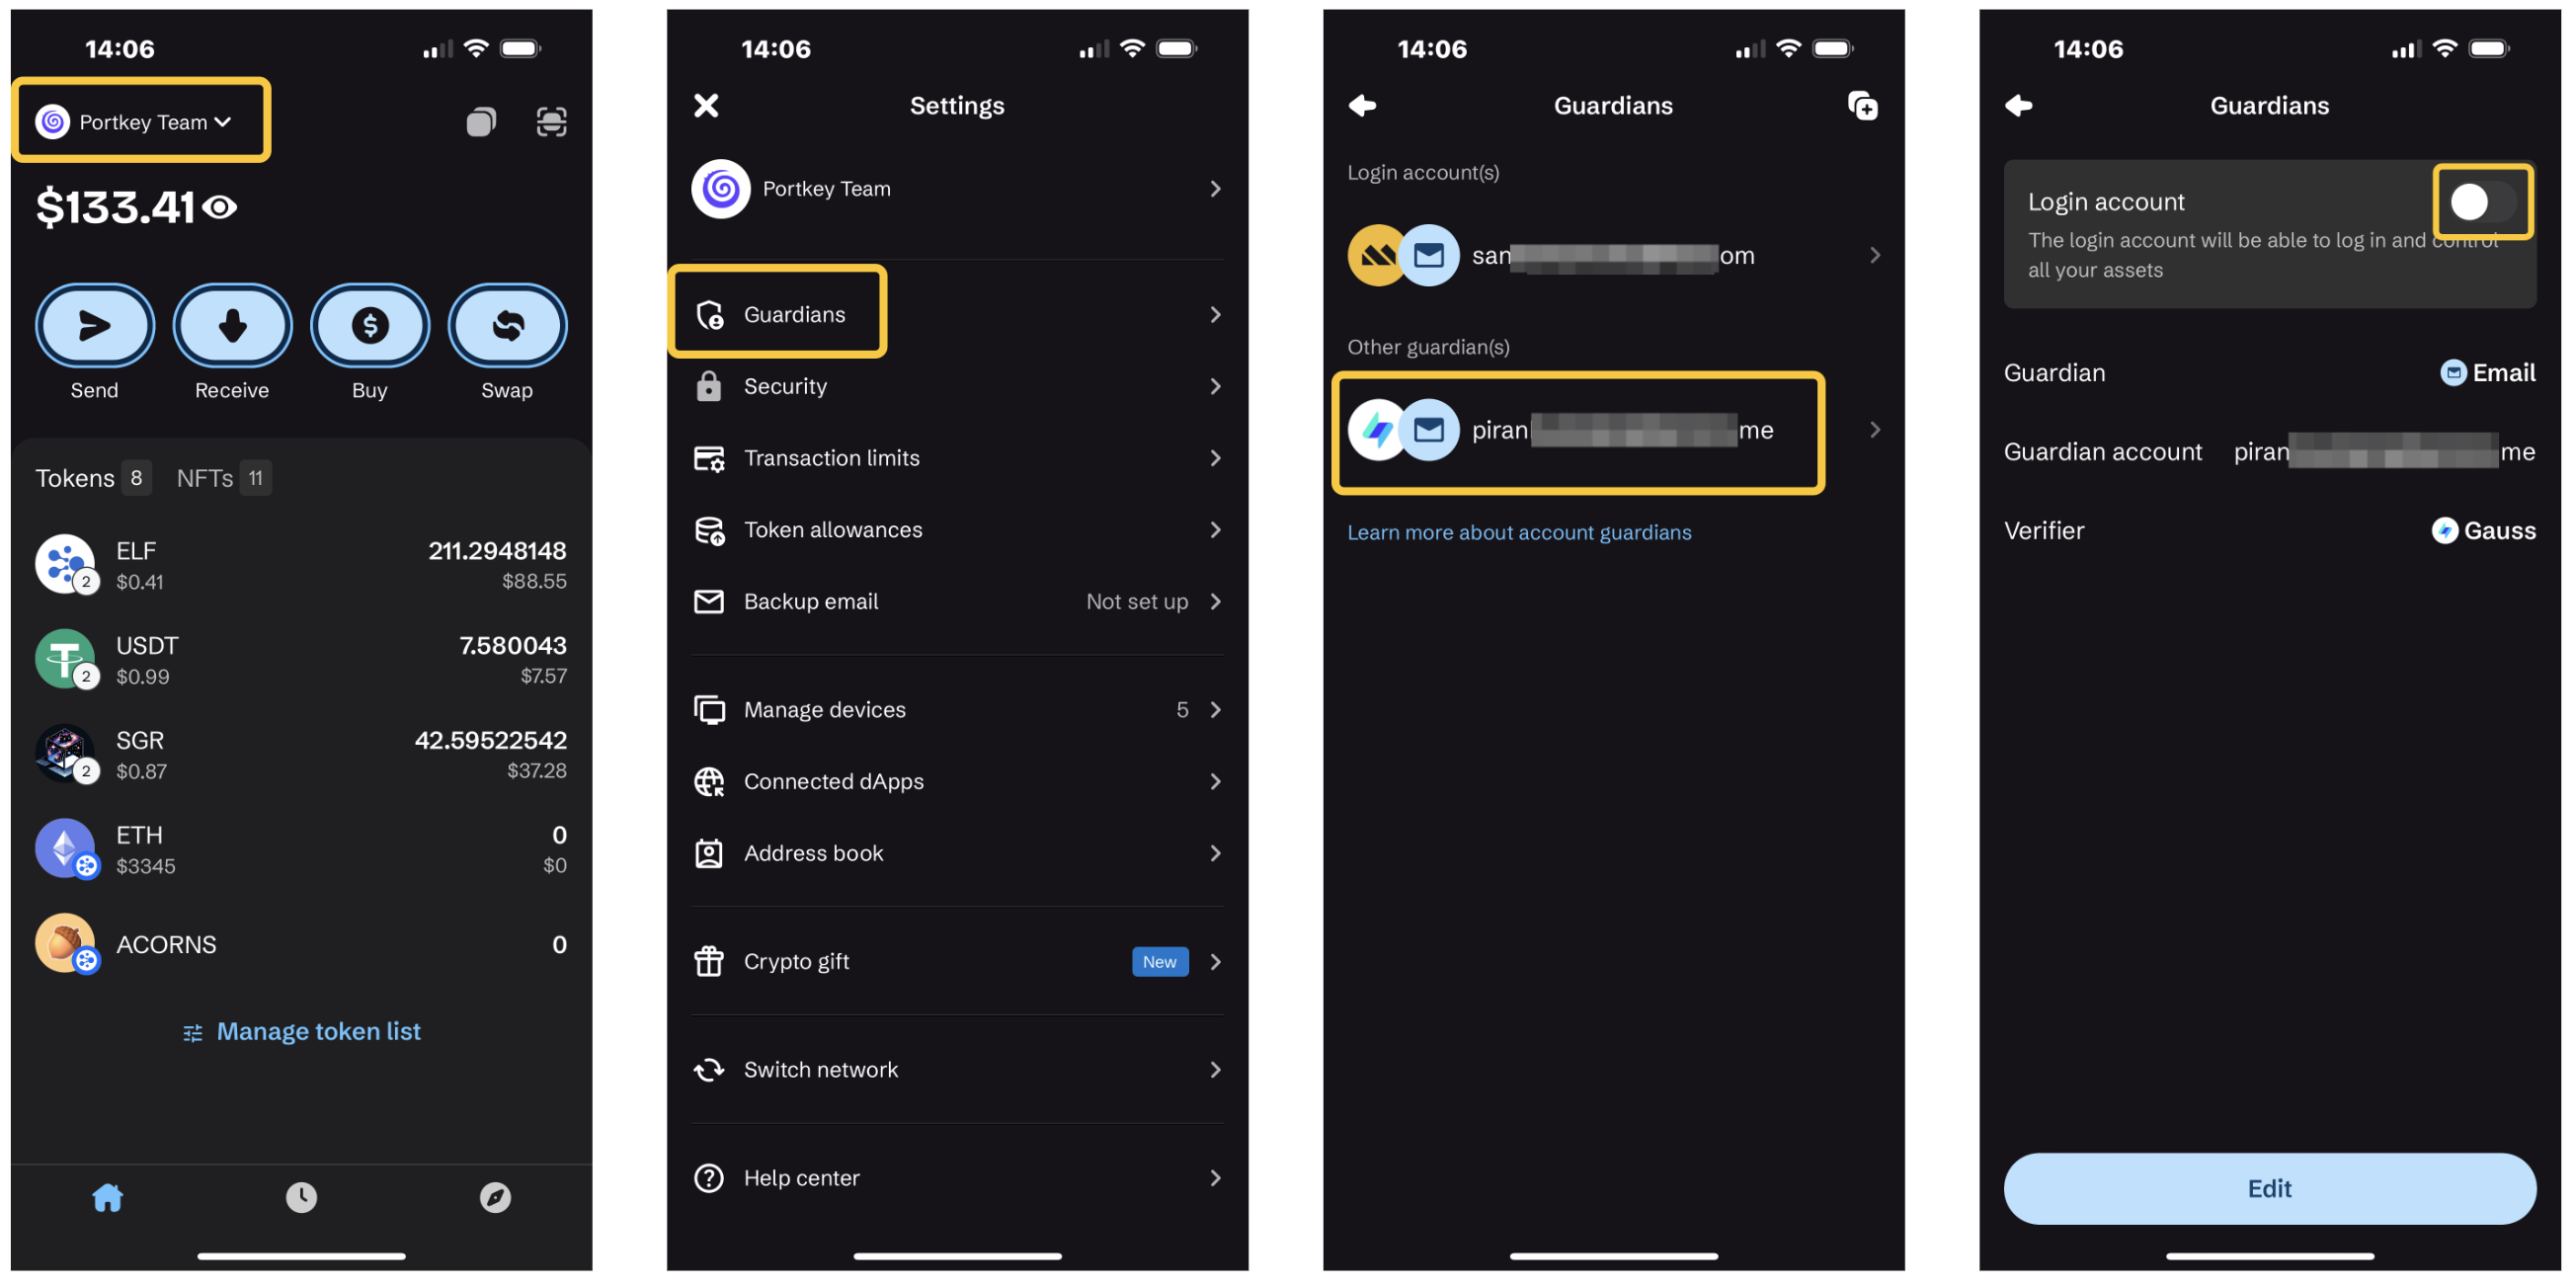 14:06
Portkey Team
$133.41
Send Receive Buy Swap
Tokens 8 NFTs 11
ELF 211.2948148
2 $0.41 $88.55
USDT 7.580043
2 $0.99 $7.57
SGR 42.59522542
2 $0.87 $37.28
ETH 0
$3345 $0
ACORNS 0
Manage token list
14:06
Settings
Portkey Team
Guardians
Security
Transaction limits
Token allowances
Backup email Not set up
Manage devices 5
Connected dApps
Address book
Crypto gift New
Switch network
Help center
14:06
Guardians
Login account(s)
san om
Other guardian(s)
piran me
Learn more about account guardians
14:06
Guardians
Login account
The login account will be able to log in and control
all your assets
Guardian Email
Guardian account piran me
Verifier Gauss
Edit